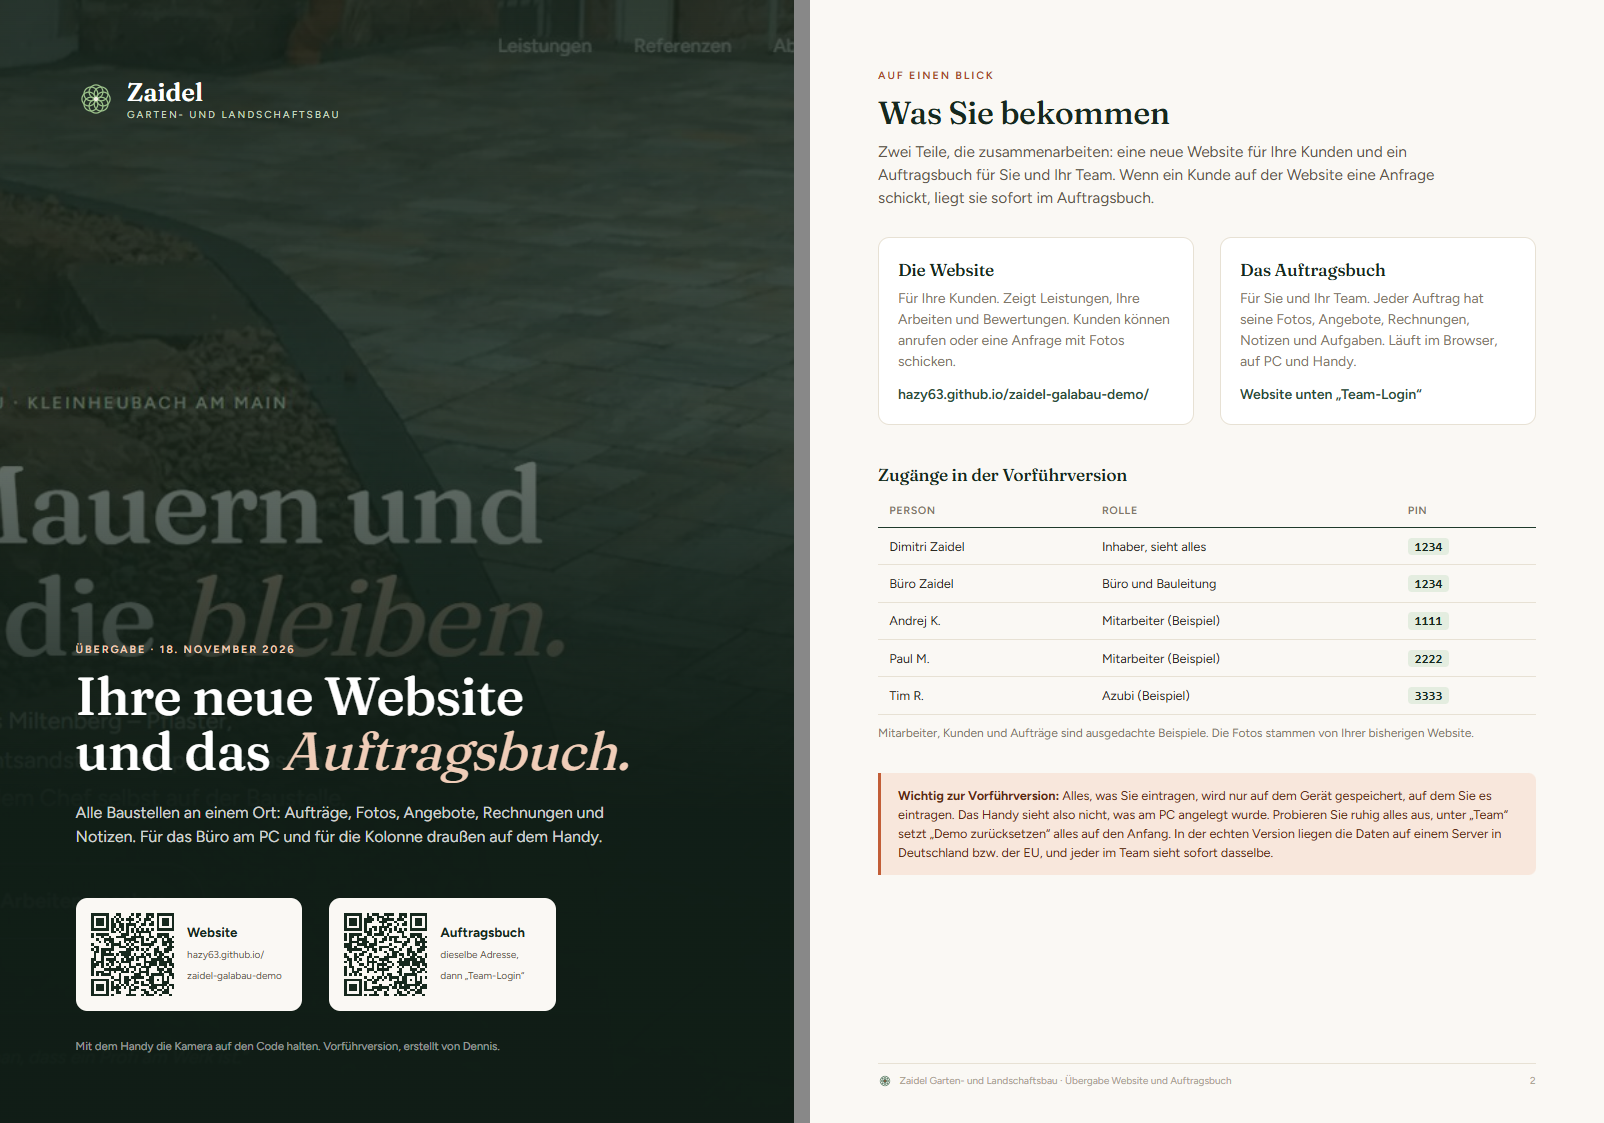 Leistungen Referenzen Ab
Zaidel
GARTEN- UND LANDSCHAFTSBAU
· KLEINHEUBACH AM MAIN
Mauern und
die bleiben.
ÜBERGABE · 18. NOVEMBER 2026
Ihre neue Website
Miltenberg – Pflaster,
und das Auftragsbuch.
Alle Baustellen an einem Ort: Aufträge, Fotos, Angebote, Rechnungen und
Notizen. Für das Büro am PC und für die Kolonne draußen auf dem Handy.
Website
hazy63.github.io/
zaidel-galabau-demo
Auftragsbuch
dieselbe Adresse,
dann „Team-Login“
Mit dem Handy die Kamera auf den Code halten. Vorführversion, erstellt von Dennis.
AUF EINEN BLICK
Was Sie bekommen
Zwei Teile, die zusammenarbeiten: eine neue Website für Ihre Kunden und ein
Auftragsbuch für Sie und Ihr Team. Wenn ein Kunde auf der Website eine Anfrage
schickt, liegt sie sofort im Auftragsbuch.
Die Website
Für Ihre Kunden. Zeigt Leistungen, Ihre
Arbeiten und Bewertungen. Kunden können
anrufen oder eine Anfrage mit Fotos
schicken.
hazy63.github.io/zaidel-galabau-demo/
Das Auftragsbuch
Für Sie und Ihr Team. Jeder Auftrag hat
seine Fotos, Angebote, Rechnungen,
Notizen und Aufgaben. Läuft im Browser,
auf PC und Handy.
Website unten „Team-Login“
Zugänge in der Vorführversion
PERSON ROLLE PIN
Dimitri Zaidel Inhaber, sieht alles 1234
Büro Zaidel Büro und Bauleitung 1234
Andrej K. Mitarbeiter (Beispiel) 1111
Paul M. Mitarbeiter (Beispiel) 2222
Tim R. Azubi (Beispiel) 3333
Mitarbeiter, Kunden und Aufträge sind ausgedachte Beispiele. Die Fotos stammen von Ihrer bisherigen Website.
Wichtig zur Vorführversion: Alles, was Sie eintragen, wird nur auf dem Gerät gespeichert, auf dem Sie es
eintragen. Das Handy sieht also nicht, was am PC angelegt wurde. Probieren Sie ruhig alles aus, unter „Team“
setzt „Demo zurücksetzen“ alles auf den Anfang. In der echten Version liegen die Daten auf einem Server in
Deutschland bzw. der EU, und jeder im Team sieht sofort dasselbe.
Zaidel Garten- und Landschaftsbau · Übergabe Website und Auftragsbuch 2